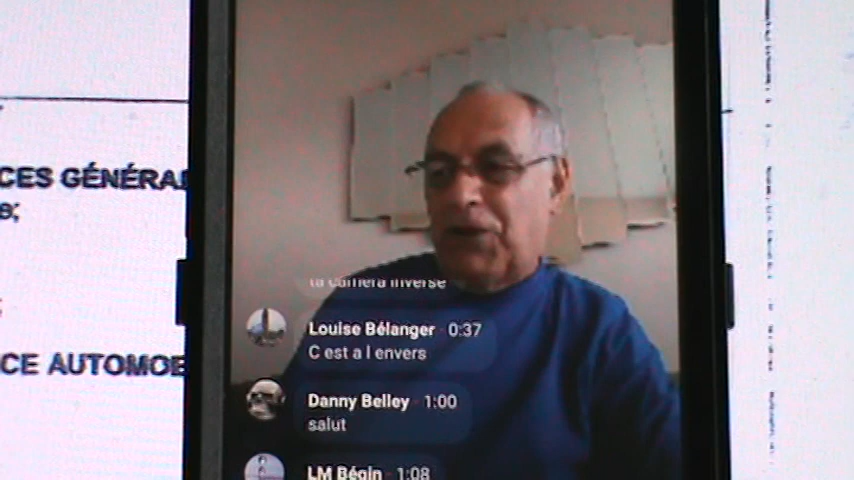 CES GÉNÉRA
ta caméra inverse
Louise Bélanger · 0:37
C est a l envers
CE AUTOMOB
Danny Belley · 1:00
salut
LM Bégin · 1:08